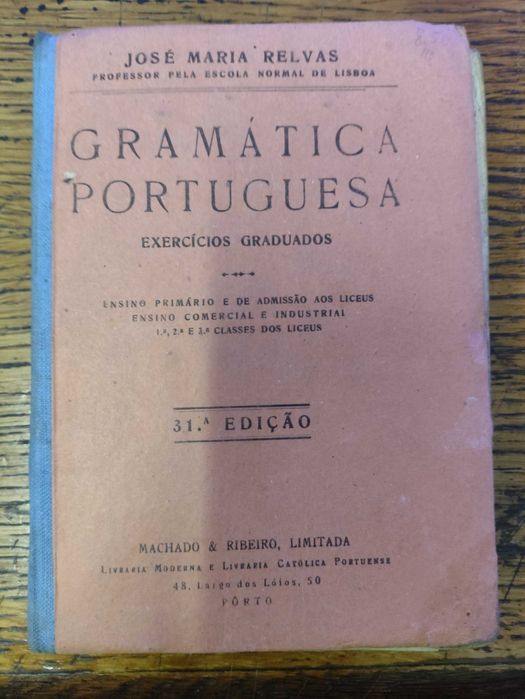 JOSÉ MARIA RELVAS
PROFESSOR PELA ESCOLA NORMAL DE LISBOA
GRAMÁTICA
PORTUGUESA
EXERCÍCIOS GRADUADOS
ENSINO PRIMÁRIO E DE ADMISSÃO AOS LICEUS
ENSINO COMERCIAL E INDUSTRIAL
1.ª, 2.ª E 3.ª CLASSES DOS LICEUS
31.ª EDIÇÃO
MACHADO & RIBEIRO, LIMITADA
LIVRARIA MODERNA E LIVRARIA CATÓLICA PORTUENSE
48, Largo dos Lóios, 50
PÔRTO